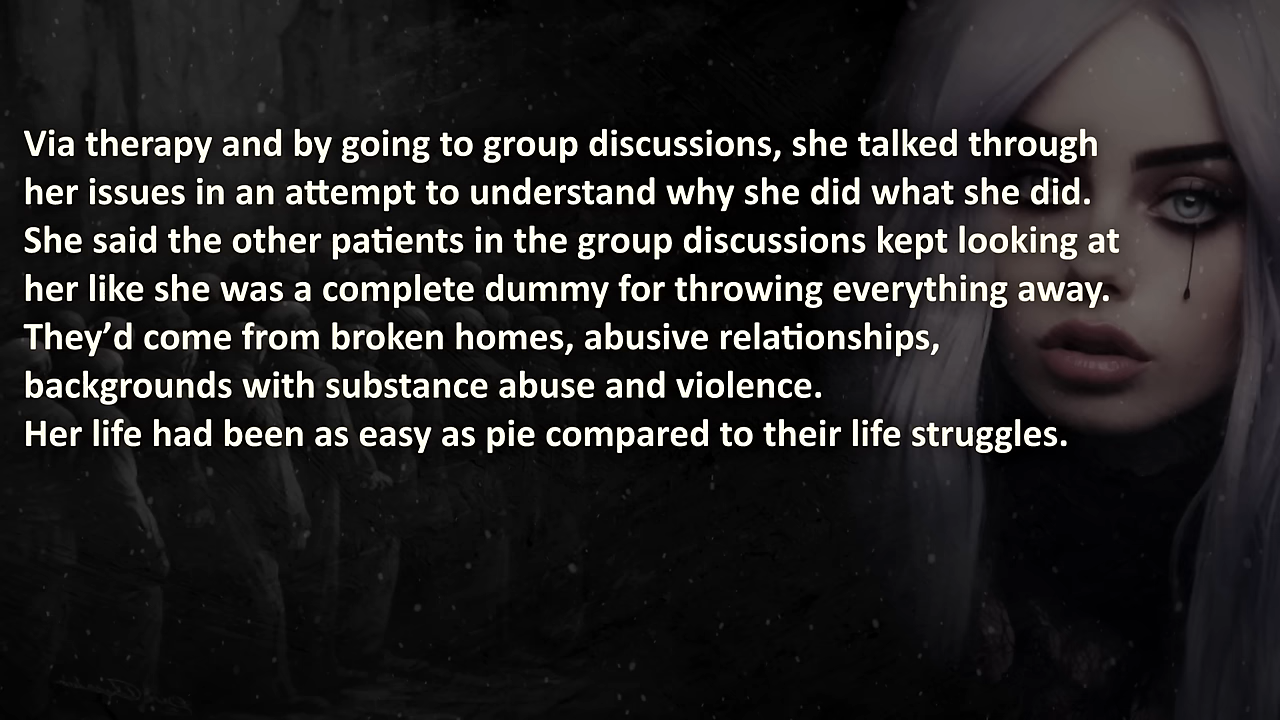 Via therapy and by going to group discussions, she talked through
her issues in an attempt to understand why she did what she did.
She said the other patients in the group discussions kept looking at
her like she was a complete dummy for throwing everything away.
They’d come from broken homes, abusive relationships,
backgrounds with substance abuse and violence.
Her life had been as easy as pie compared to their life struggles.